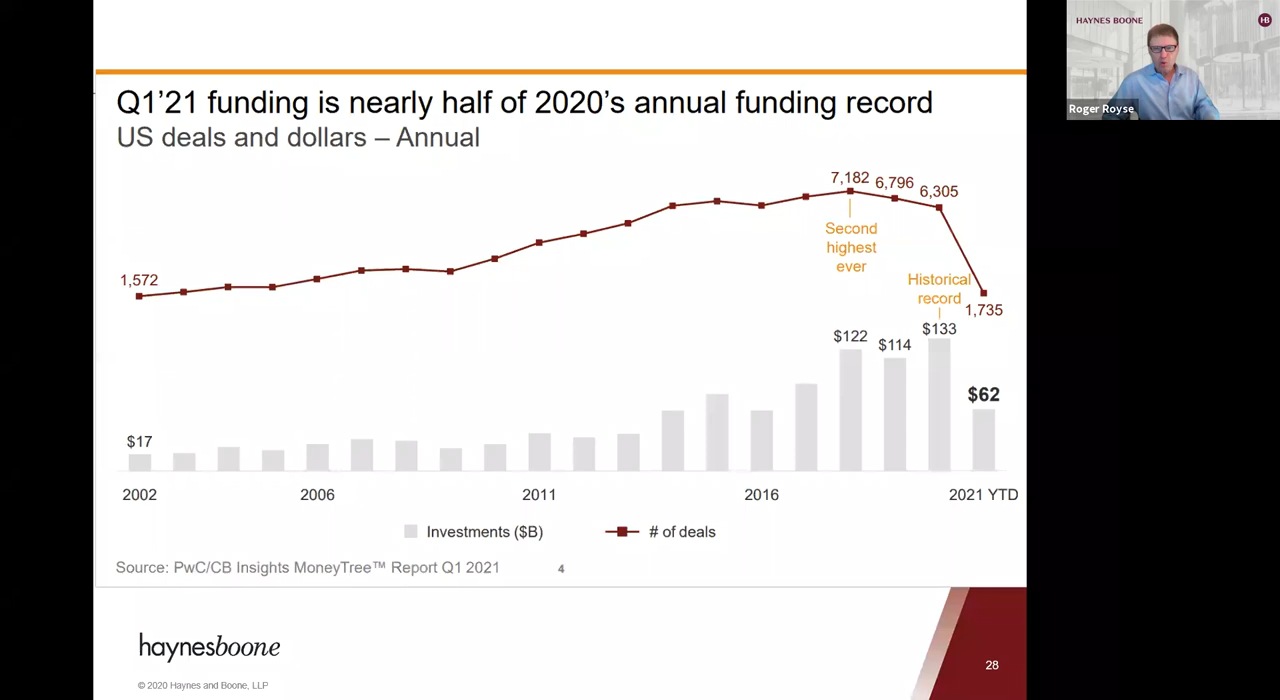 Q1’21 funding is nearly half of 2020’s annual funding record
US deals and dollars – Annual
7,182
6,796
6,305
Second
highest
ever
1,572
Historical
record
1,735
$122
$114
$133
$62
$17
2002
2006
2011
2016
2021 YTD
Investments ($B)
# of deals
Source: PwC/CB Insights MoneyTree™ Report Q1 2021
4
haynesboone
© 2020 Haynes and Boone, LLP
28
HAYNES BOONE
HB
Roger Royse